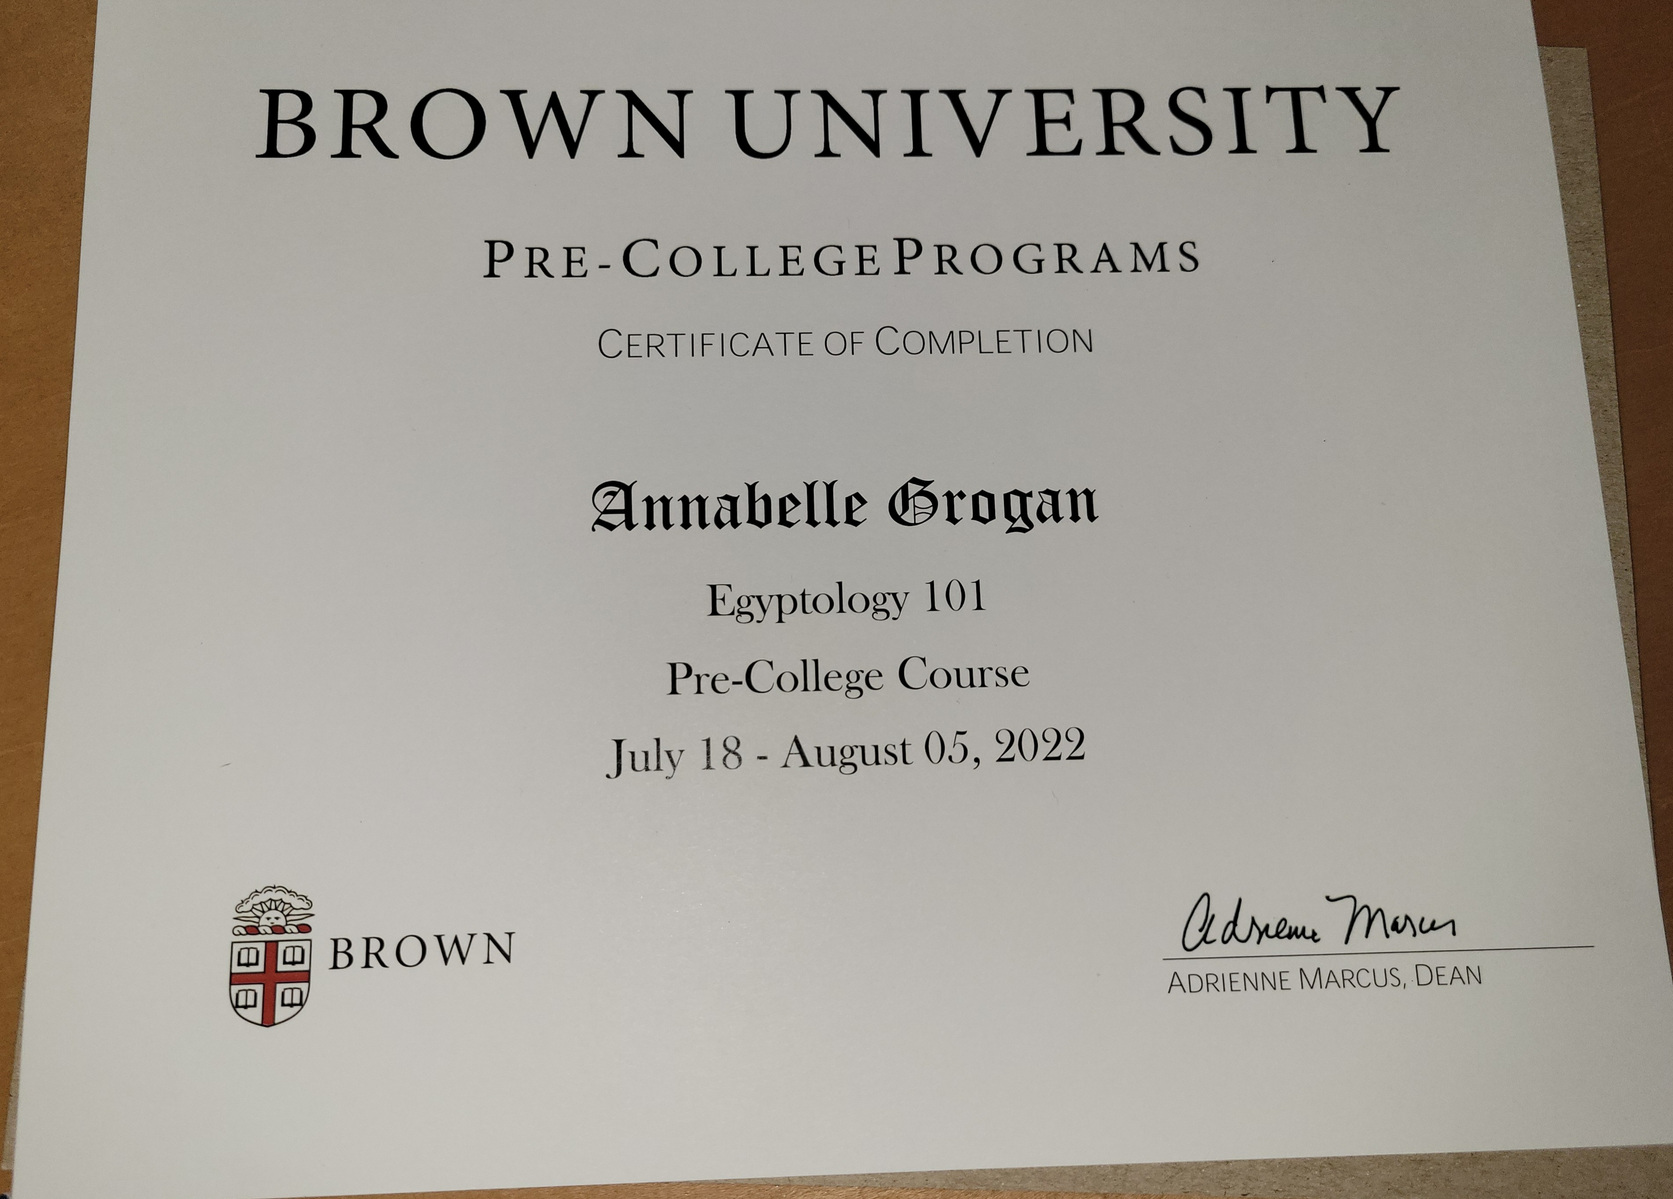 BROWN UNIVERSITY
PRE-COLLEGE PROGRAMS
CERTIFICATE OF COMPLETION
Annabelle Grogan
Egyptology 101
Pre-College Course
July 18 - August 05, 2022
BROWN
Adrienne Marcus
ADRIENNE MARCUS, DEAN